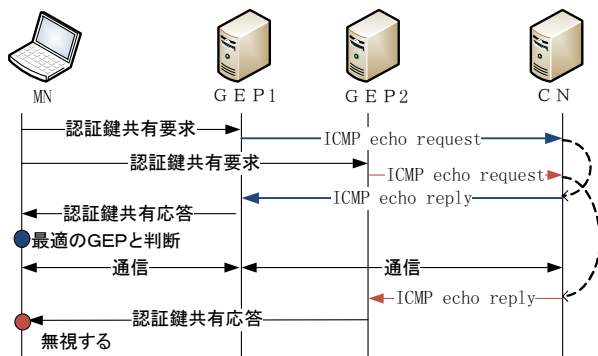 MN
GEP1
GEP2
CN
認証鍵共有要求
ICMP echo request
認証鍵共有要求
ICMP echo request
ICMP echo reply
認証鍵共有応答
最適のGEPと判断
通信
通信
ICMP echo reply
認証鍵共有応答
無視する